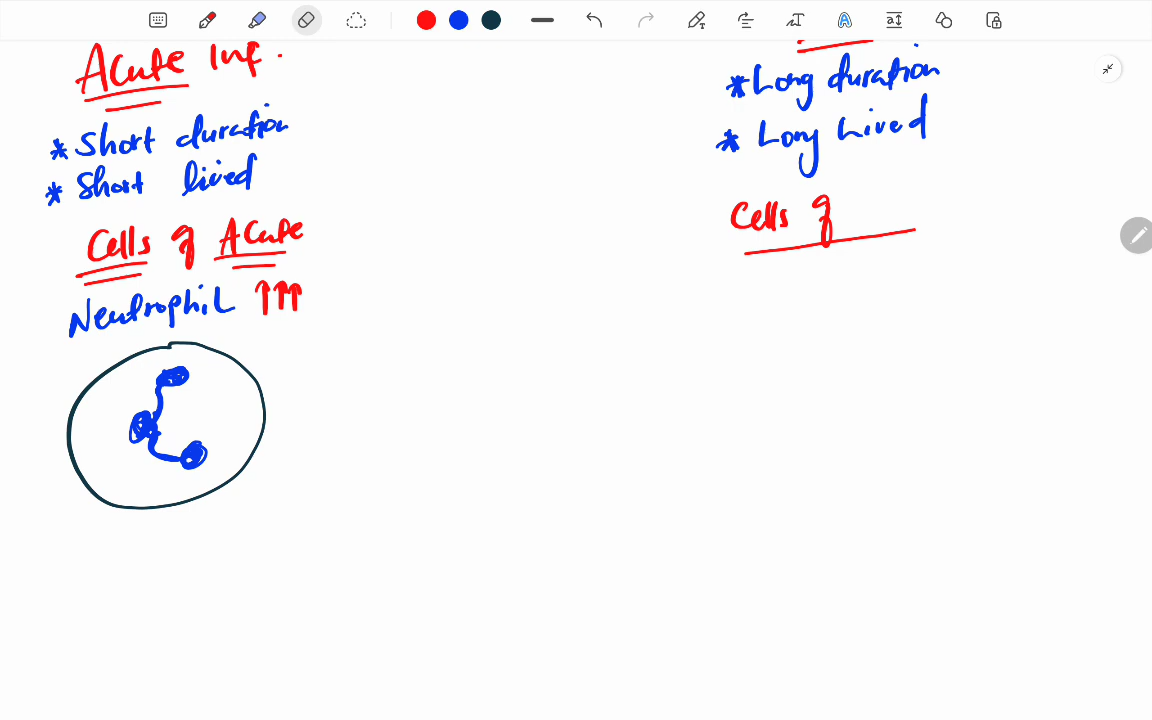 Acute Inf.
* Short duration
* Short lived
Cells of Acute
Neutrophil ↑↑↑
* Long duration
* Long Lived
Cells of